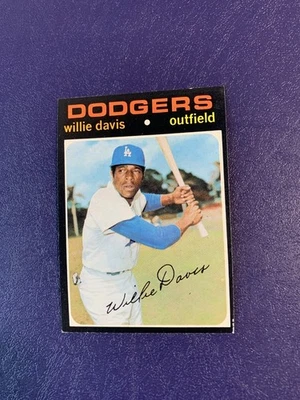 DODGERS
willie davis • outfield
LA
Willie Davis